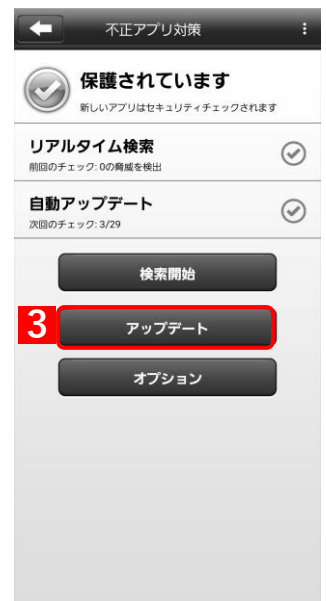 不正アプリ対策
保護されています
新しいアプリはセキュリティチェックされます
リアルタイム検索
前回のチェック: 0の脅威を検出
自動アップデート
次回のチェック: 3/29
検索開始
3 アップデート
オプション